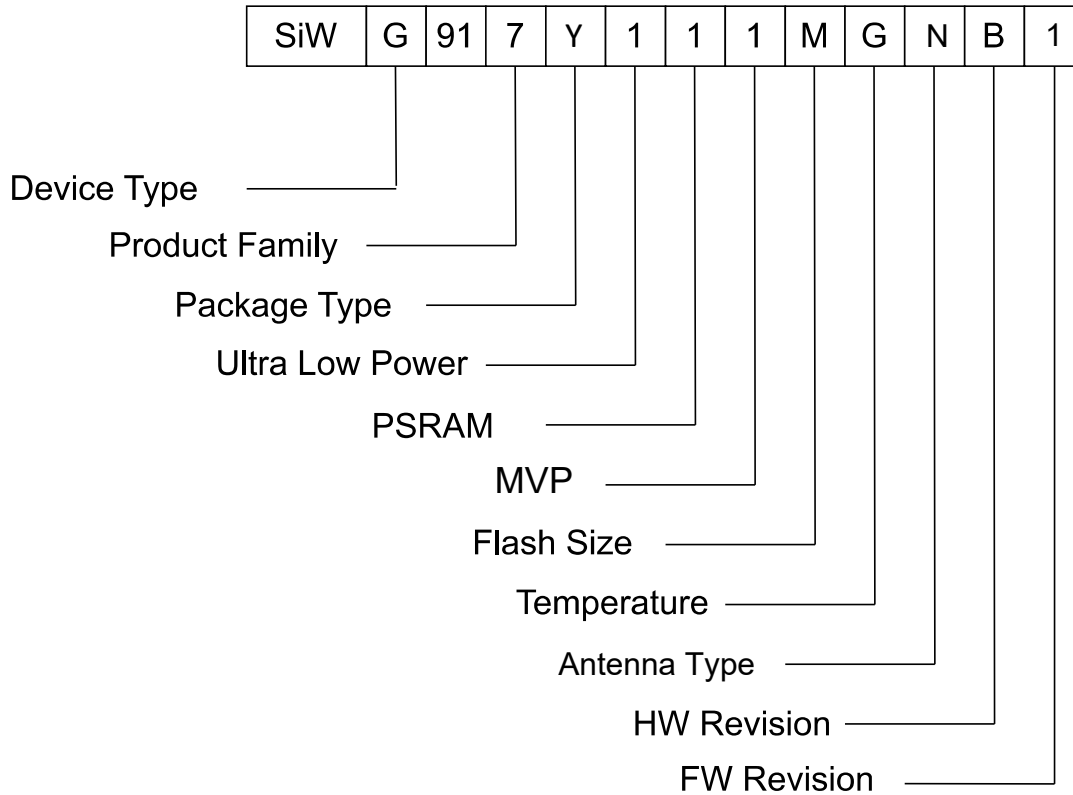 SiW G 91 7 Y 1 1 1 M G N B 1
Device Type
Product Family
Package Type
Ultra Low Power
PSRAM
MVP
Flash Size
Temperature
Antenna Type
HW Revision
FW Revision